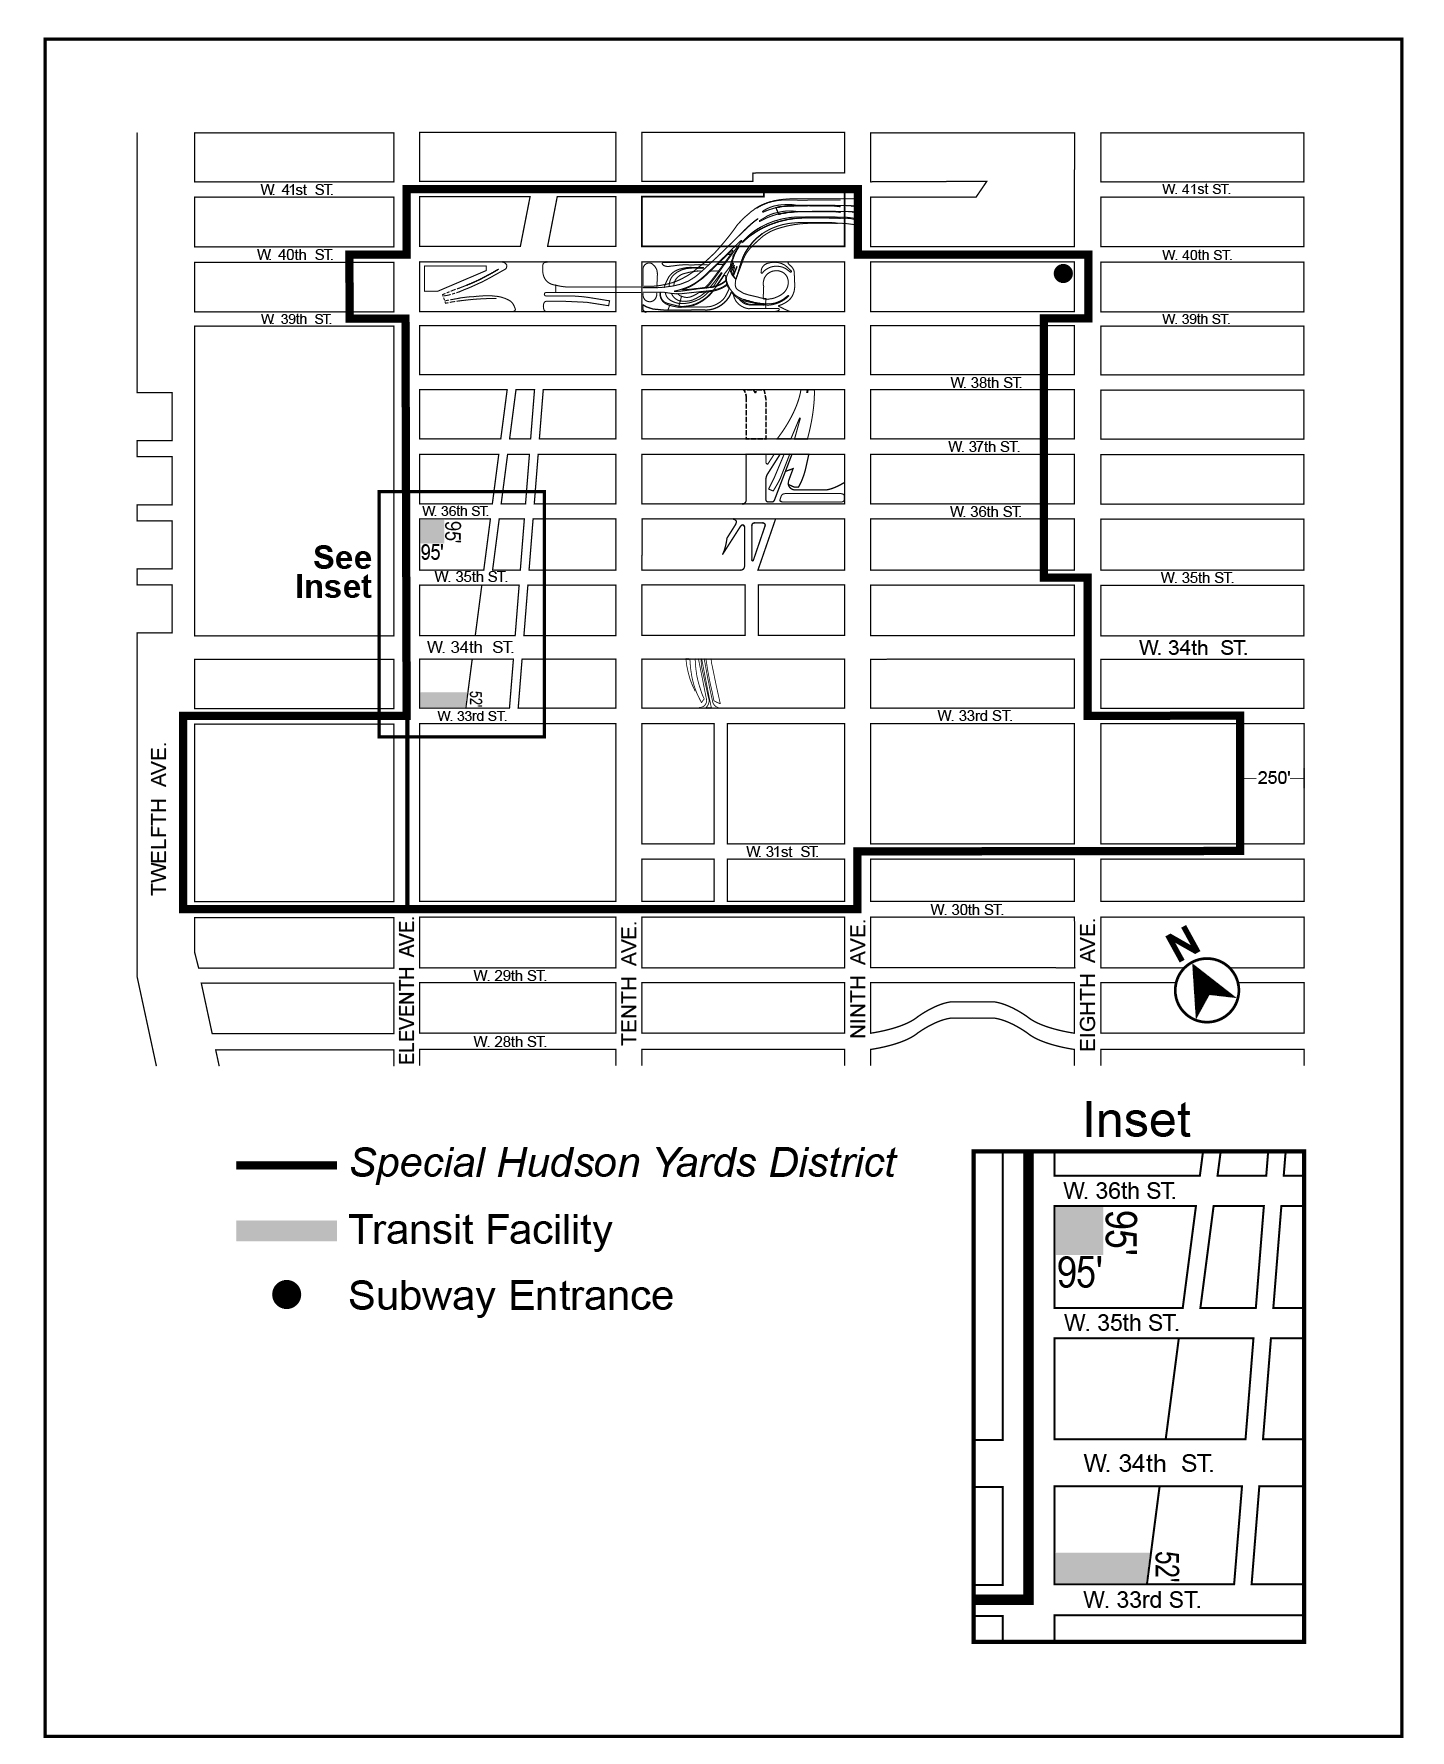 W. 41st ST.
W. 41st ST.
W. 40th ST.
W. 40th ST.
W. 39th ST.
W. 39th ST.
W. 38th ST.
W. 37th ST.
W. 36th ST.
W. 36th ST.
95'
95'
See
Inset
W. 35th ST.
W. 35th ST.
W. 34th ST.
W. 34th ST.
52'
W. 33rd ST.
W. 33rd ST.
250'
TWELFTH AVE.
W. 31st ST.
W. 30th ST.
ELEVENTH AVE.
TENTH AVE.
NINTH AVE.
EIGHTH AVE.
N
W. 29th ST.
W. 28th ST.
Special Hudson Yards District
Transit Facility
Subway Entrance
Inset
W. 36th ST.
95'
95'
W. 35th ST.
W. 34th ST.
52'
W. 33rd ST.